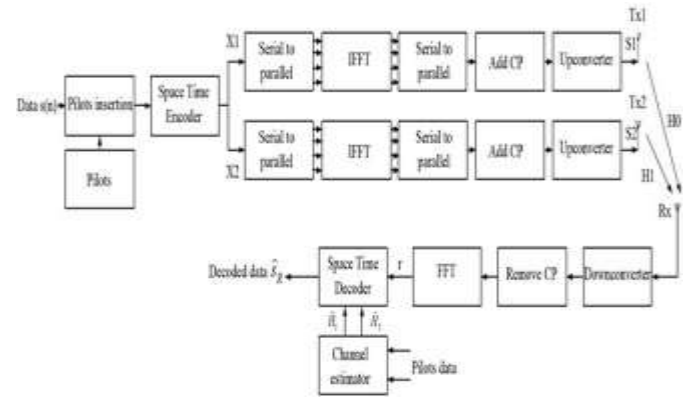 Tx1
X1
S1
Serial to
parallel
IFFT
Serial to
parallel
Add CP
Upconverter
Data s(n)
Pilots insertion
Space Time
Encoder
Tx2
H0
X2
S2
Serial to
parallel
IFFT
Serial to
parallel
Add CP
Upconverter
Pilots
H1
Rx
Decoded data
Space Time
Decoder
r
FFT
Remove CP
Downconverter
Channel
estimator
Pilots data